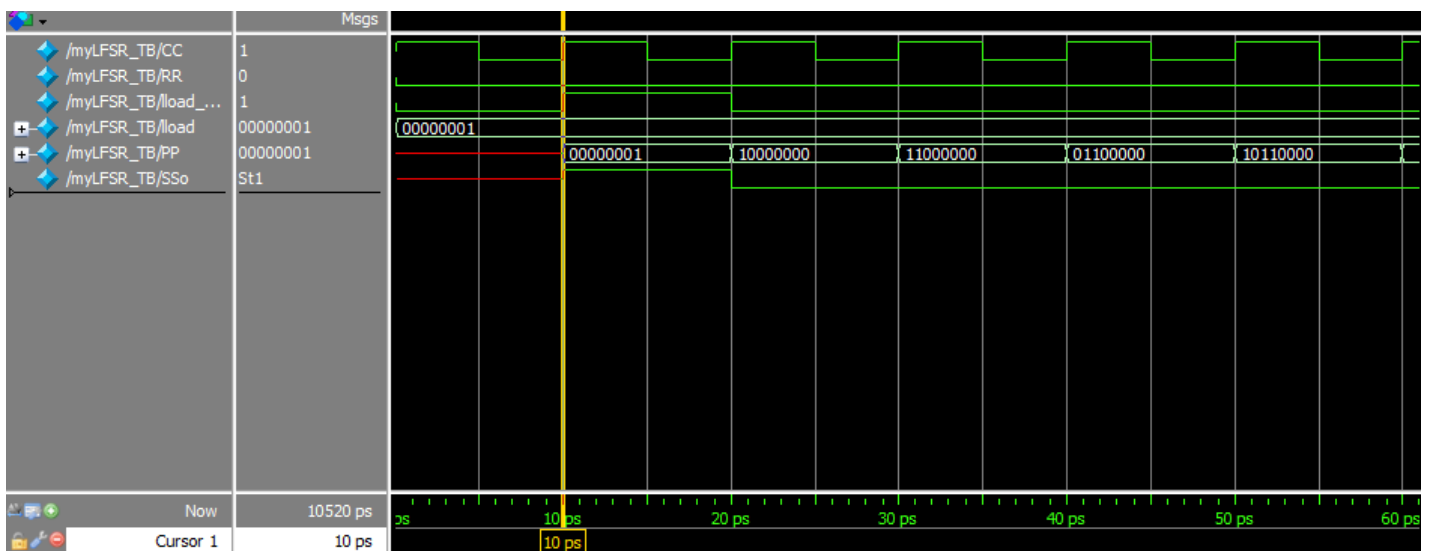 Msgs
/myLFSR_TB/CC 1
/myLFSR_TB/RR 0
/myLFSR_TB/lload_... 1
/myLFSR_TB/lload 00000001 00000001
/myLFSR_TB/PP 00000001 00000001 10000000 11000000 01100000 10110000
/myLFSR_TB/SSo St1
Now 10520 ps ps 10 ps 20 ps 30 ps 40 ps 50 ps 60 ps
Cursor 1 10 ps 10 ps